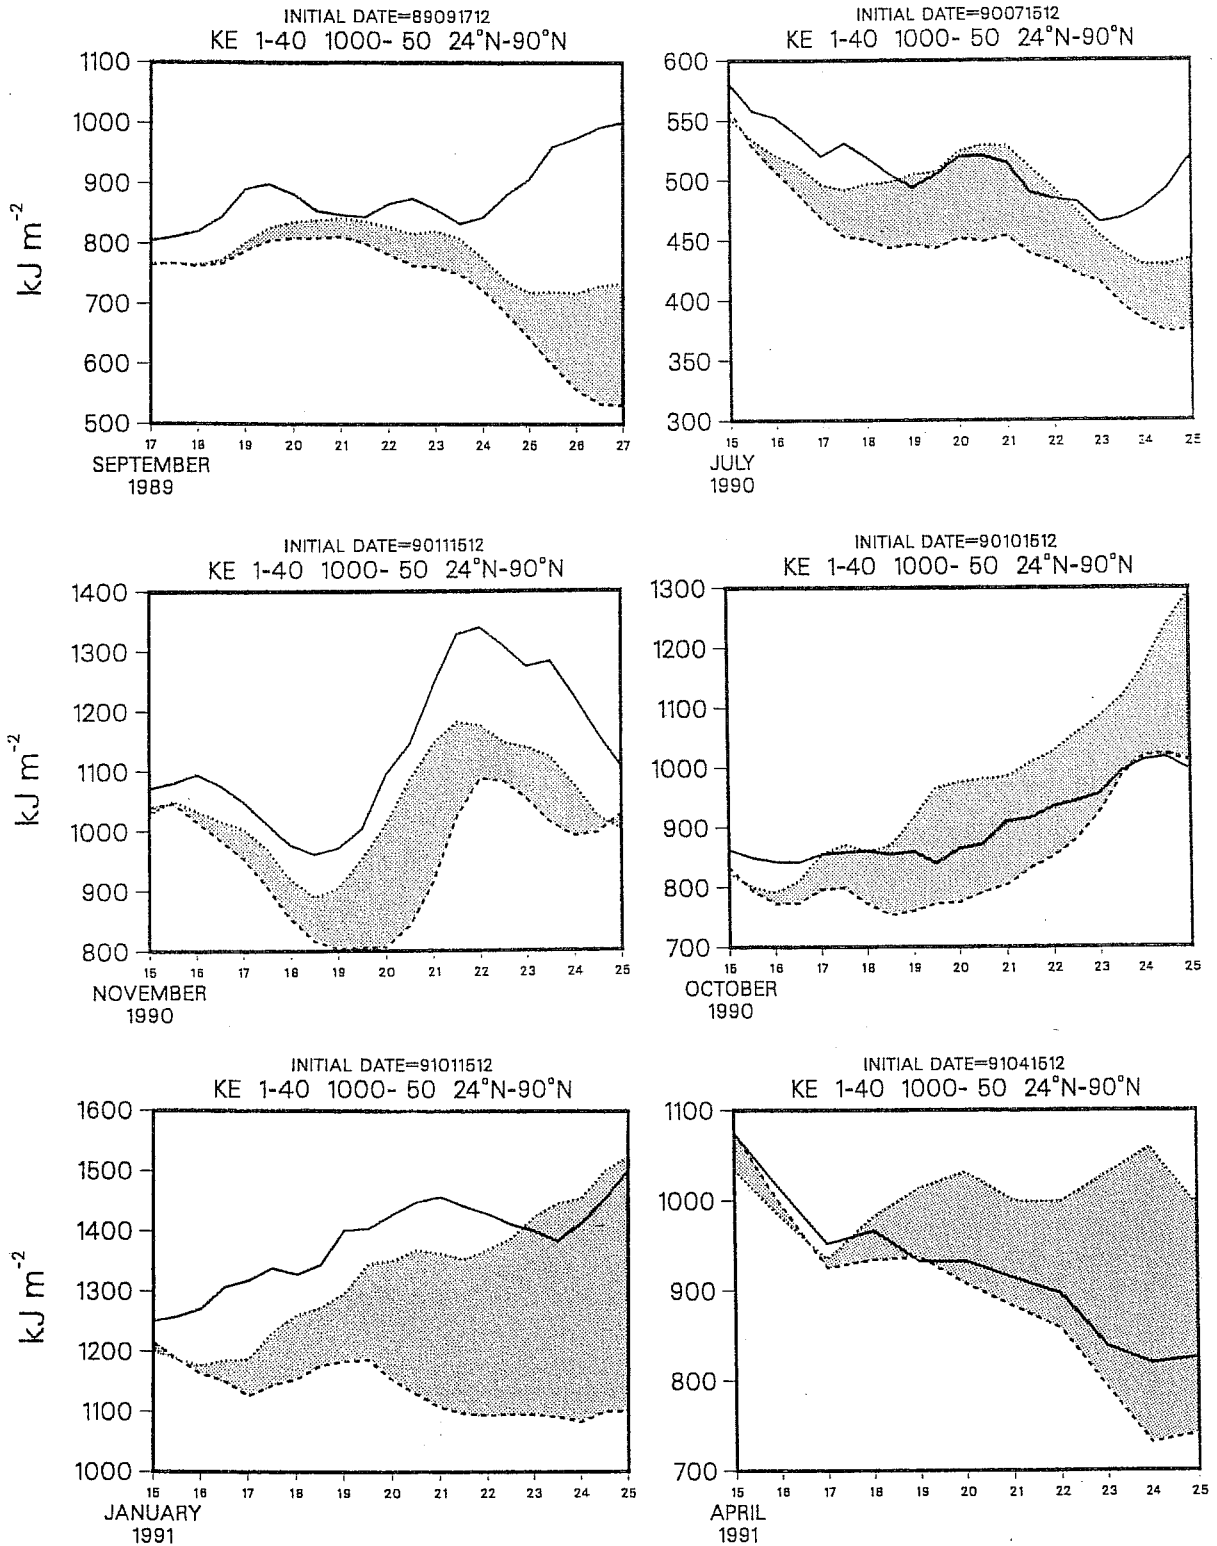 INITIAL DATE=89091712
KE 1-40 1000- 50 24°N-90°N
1100
1000
900
800
700
600
500
kJ m⁻²
17 18 19 20 21 22 23 24 25 26 27
SEPTEMBER
1989
INITIAL DATE=90071512
KE 1-40 1000- 50 24°N-90°N
600
550
500
450
400
350
300
15 16 17 18 19 20 21 22 23 24 25
JULY
1990
INITIAL DATE=90111512
KE 1-40 1000- 50 24°N-90°N
1400
1300
1200
1100
1000
900
800
kJ m⁻²
15 16 17 18 19 20 21 22 23 24 25
NOVEMBER
1990
INITIAL DATE=90101512
KE 1-40 1000- 50 24°N-90°N
1300
1200
1100
1000
900
800
700
15 16 17 18 19 20 21 22 23 24 25
OCTOBER
1990
INITIAL DATE=91011512
KE 1-40 1000- 50 24°N-90°N
1600
1500
1400
1300
1200
1100
1000
kJ m⁻²
15 16 17 18 19 20 21 22 23 24 25
JANUARY
1991
INITIAL DATE=91041512
KE 1-40 1000- 50 24°N-90°N
1100
1000
900
800
700
15 16 17 18 19 20 21 22 23 24 25
APRIL
1991